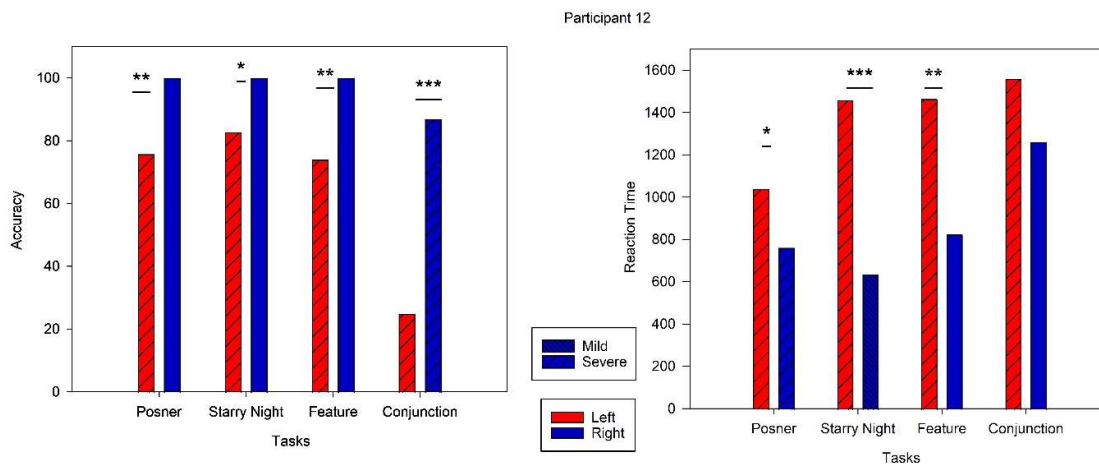 Participant 12
** * ** ***
100
80
60
40
20
0
Accuracy
Posner Starry Night Feature Conjunction
Tasks
Mild
Severe
Left
Right
* *** **
1600
1400
1200
1000
800
600
400
200
0
Reaction Time
Posner Starry Night Feature Conjunction
Tasks